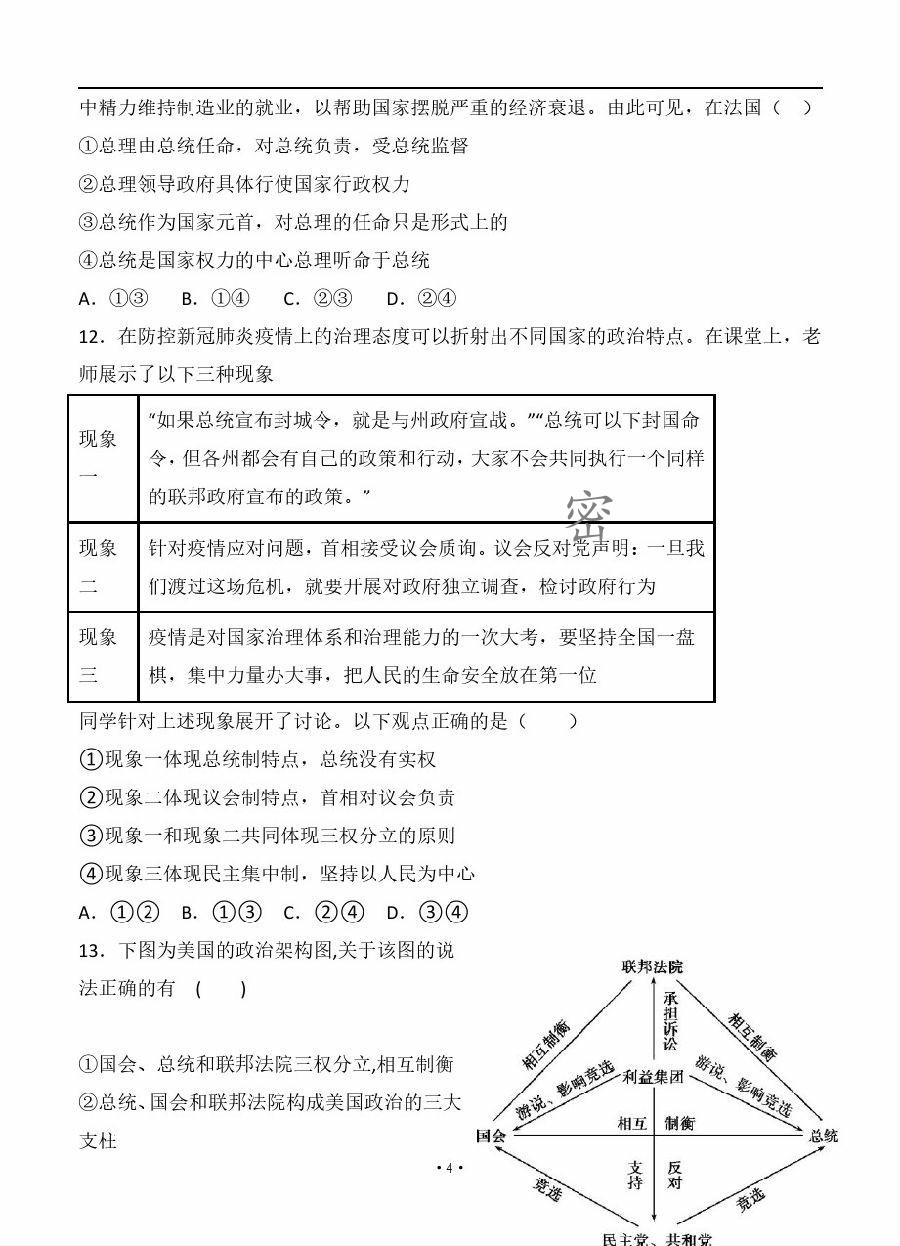 中精力维持制造业的就业，以帮助国家摆脱严重的经济衰退。由此可见，在法国（　）
①总理由总统任命，对总统负责，受总统监督
②总理领导政府具体行使国家行政权力
③总统作为国家元首，对总理的任命只是形式上的
④总统是国家权力的中心总理听命于总统
A．①③　B．①④　C．②③　D．②④
12．在防控新冠肺炎疫情上的治理态度可以折射出不同国家的政治特点。在课堂上，老
师展示了以下三种现象
现象
一
“如果总统宣布封城令，就是与州政府宣战。”“总统可以下封国命
令，但各州都会有自己的政策和行动，大家不会共同执行一个同样
的联邦政府宣布的政策。”
密
现象
二
针对疫情应对问题，首相接受议会质询。议会反对党声明：一旦我
们渡过这场危机，就要开展对政府独立调查，检讨政府行为
现象
三
疫情是对国家治理体系和治理能力的一次大考，要坚持全国一盘
棋，集中力量办大事，把人民的生命安全放在第一位
同学针对上述现象展开了讨论。以下观点正确的是（　　）
①现象一体现总统制特点，总统没有实权
②现象二体现议会制特点，首相对议会负责
③现象一和现象二共同体现三权分立的原则
④现象三体现民主集中制，坚持以人民为中心
A．①②　B．①③　C．②④　D．③④
13．下图为美国的政治架构图,关于该图的说
法正确的有　(　　)
①国会、总统和联邦法院三权分立,相互制衡
②总统、国会和联邦法院构成美国政治的三大
支柱
联邦法院
承担诉讼
相互制衡
相互制衡
利益集团
游说、影响竞选
游说、影响竞选
相互　制衡
国会
总统
支持
反对
竞选
竞选
民主党、共和党
·4·